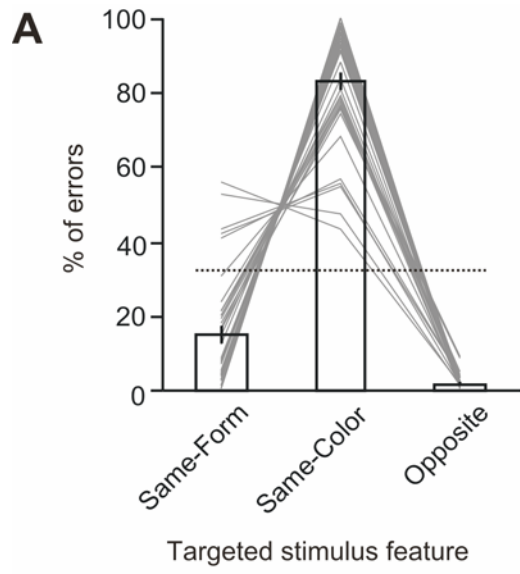 A
100
80
60
40
20
0
% of errors
Same-Form
Same-Color
Opposite
Targeted stimulus feature